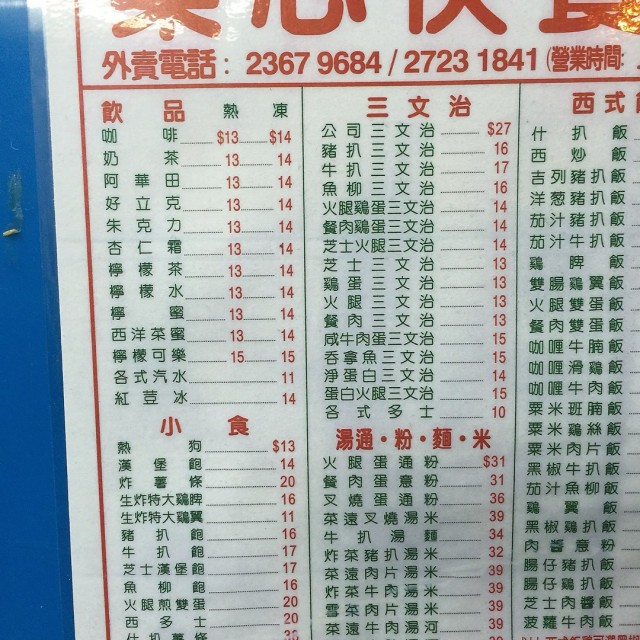 外賣電話：2367 9684 / 2723 1841 (營業時間:
飲品 熱 凍
咖啡 $13 $14
奶茶 13 14
阿華田 13 14
好立克 13 14
朱克力 13 14
杏仁霜 13 14
檸檬茶 13 14
檸檬水 13 14
檸蜜 13 14
西洋菜蜜 13 14
檸檬可樂 15 15
各式汽水 11
紅荳冰 14
小食
熱狗 $13
漢堡飽 14
炸薯條 20
生炸特大鷄脾 16
生炸特大鷄翼 11
豬扒飽 16
牛扒飽 17
芝士漢堡飽 17
魚柳飽 16
火腿煎雙蛋 20
西多士 20
三文治
公司三文治 $27
豬扒三文治 16
牛扒三文治 17
魚柳三文治 16
火腿鷄蛋三文治 14
餐肉鷄蛋三文治 14
芝士火腿三文治 14
芝士三文治 13
鷄蛋三文治 13
火腿三文治 13
餐肉三文治 13
咸牛肉蛋三文治 15
吞拿魚三文治 15
淨蛋白三文治 14
蛋白火腿三文治 15
各式多士 10
湯通・粉・麵・米
火腿蛋通粉 $31
餐肉蛋意粉 31
叉燒蛋通粉 36
菜遠叉燒湯米 39
牛扒湯麵 34
炸菜豬扒湯米 32
菜遠肉片湯米 39
炸菜牛肉湯米 39
雪菜肉片湯米 39
菜遠牛肉湯河 39
西式
什扒飯
西炒飯
吉列豬扒飯
洋葱豬扒飯
茄汁豬扒飯
茄汁牛扒飯
鷄脾飯
雙腸鷄翼飯
火腿雙蛋飯
餐肉雙蛋飯
咖喱牛腩飯
咖喱滑鷄飯
咖喱牛肉飯
粟米班腩飯
粟米鷄絲飯
粟米肉片飯
黑椒牛扒飯
茄汁魚柳飯
鷄翼飯
黑椒鷄扒飯
肉醬意粉
腸仔豬扒飯
腸仔鷄扒飯
芝士肉醬飯
菠蘿牛肉飯